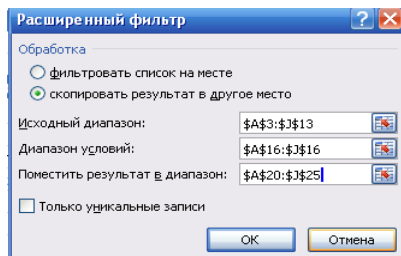 Расширенный фильтр
Обработка
фильтровать список на месте
скопировать результат в другое место
Исходный диапазон: $A$3:$J$13
Диапазон условий: $A$16:$J$16
Поместить результат в диапазон: $A$20:$J$25
Только уникальные записи
ОК Отмена